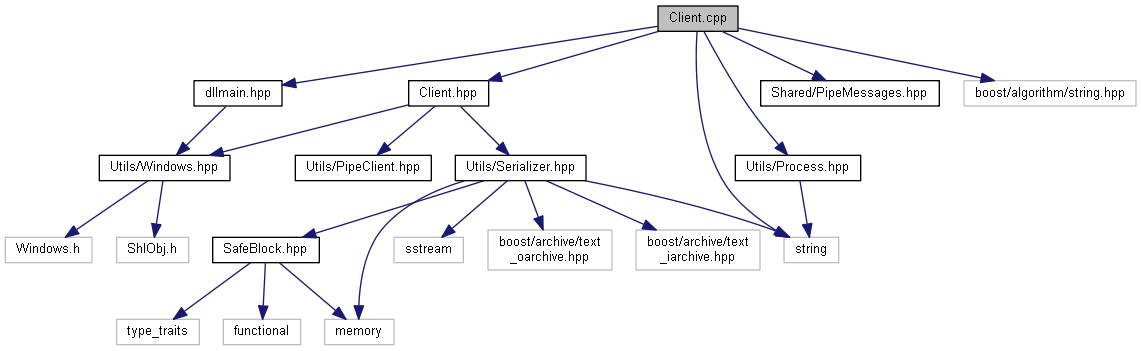 Client.cpp
dllmain.hpp
Client.hpp
Shared/PipeMessages.hpp
boost/algorithm/string.hpp
Utils/Windows.hpp
Utils/PipeClient.hpp
Utils/Serializer.hpp
Utils/Process.hpp
Windows.h
ShlObj.h
SafeBlock.hpp
sstream
boost/archive/text
_oarchive.hpp
boost/archive/text
_iarchive.hpp
string
type_traits
functional
memory